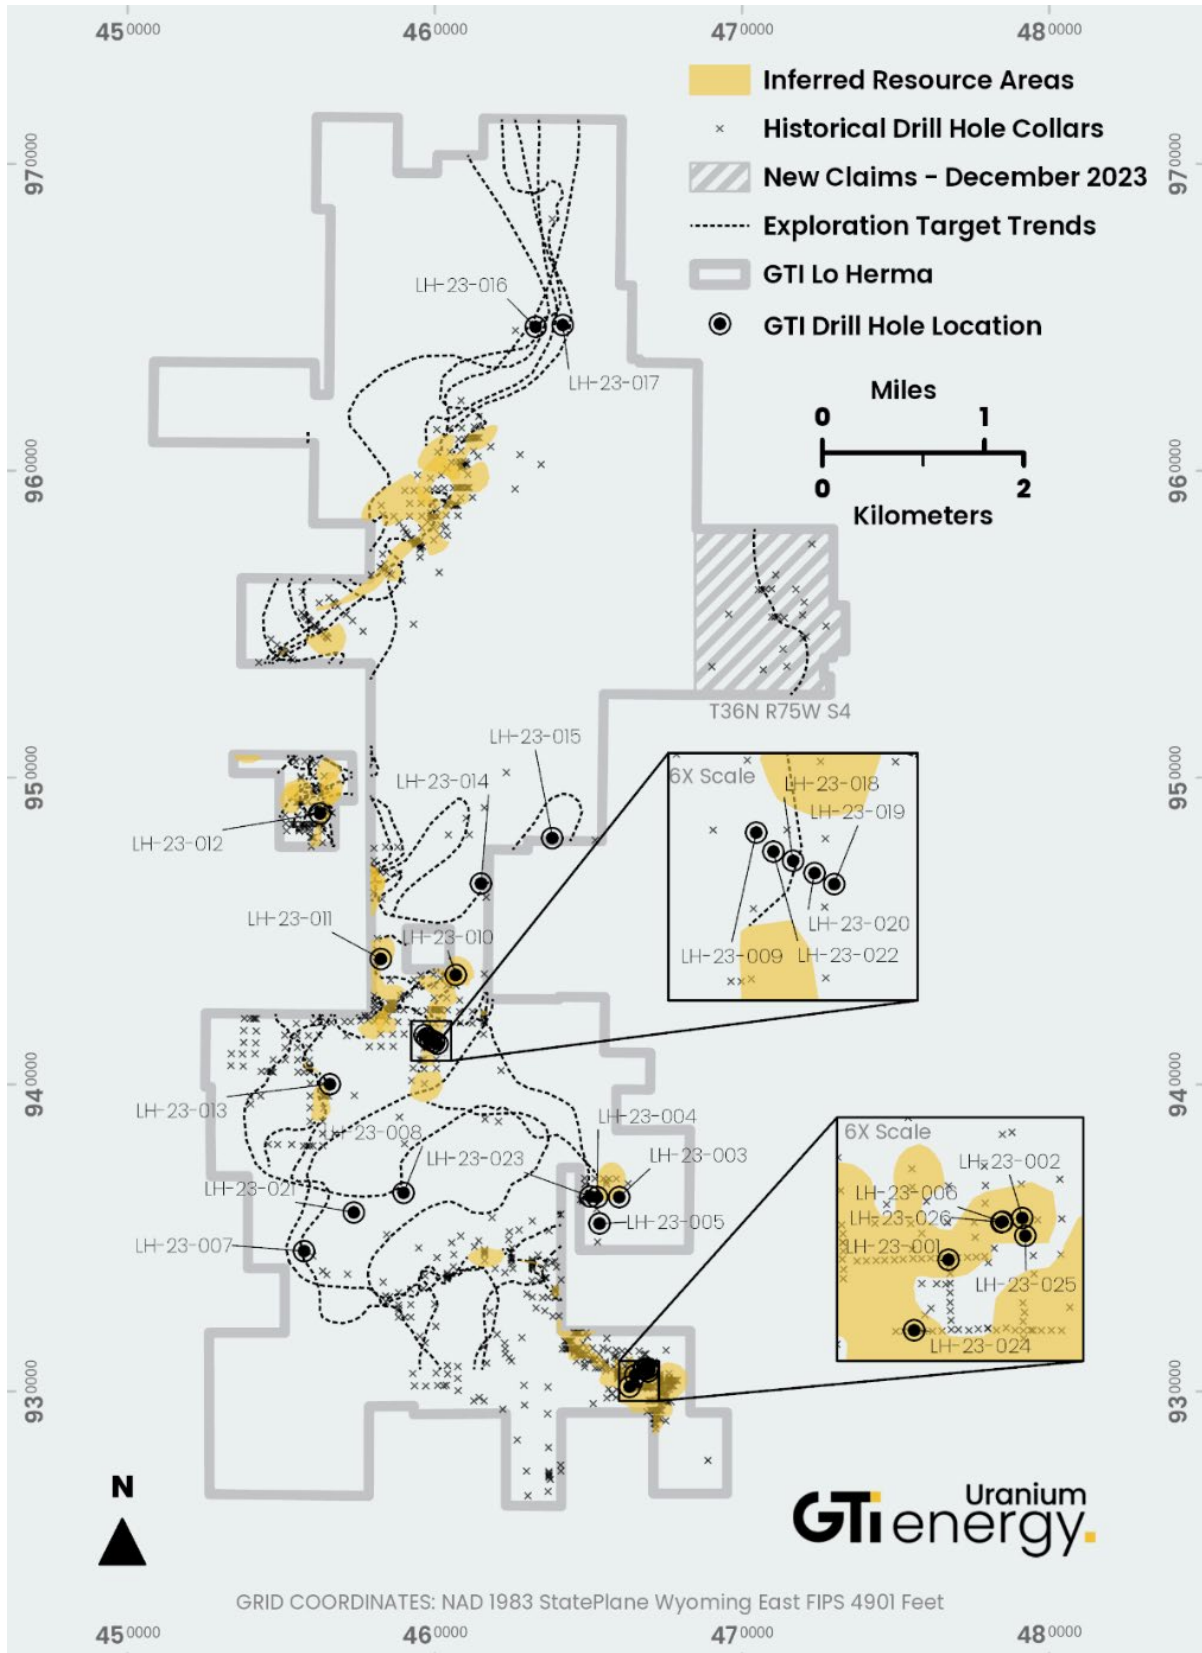 450000 460000 470000 480000
Inferred Resource Areas
Historical Drill Hole Collars
New Claims - December 2023
Exploration Target Trends
GTI Lo Herma
GTI Drill Hole Location
Miles
0 1
0 2
Kilometers
970000 970000
LH-23-016
LH-23-017
960000 960000
T36N R75W S4
LH-23-015
LH-23-014
950000 950000
LH-23-012
6X Scale
LH-23-018
LH-23-019
LH-23-020
LH-23-009 LH-23-022
LH-23-011
LH-23-010
940000 940000
LH-23-013
LH-23-008
LH-23-004
LH-23-023
LH-23-003
LH-23-021
LH-23-005
LH-23-007
6X Scale
LH-23-002
LH-23-006
LH-23-026
LH-23-001
LH-23-025
LH-23-024
930000 930000
N
Uranium
GTi energy.
GRID COORDINATES: NAD 1983 StatePlane Wyoming East FIPS 4901 Feet
450000 460000 470000 480000